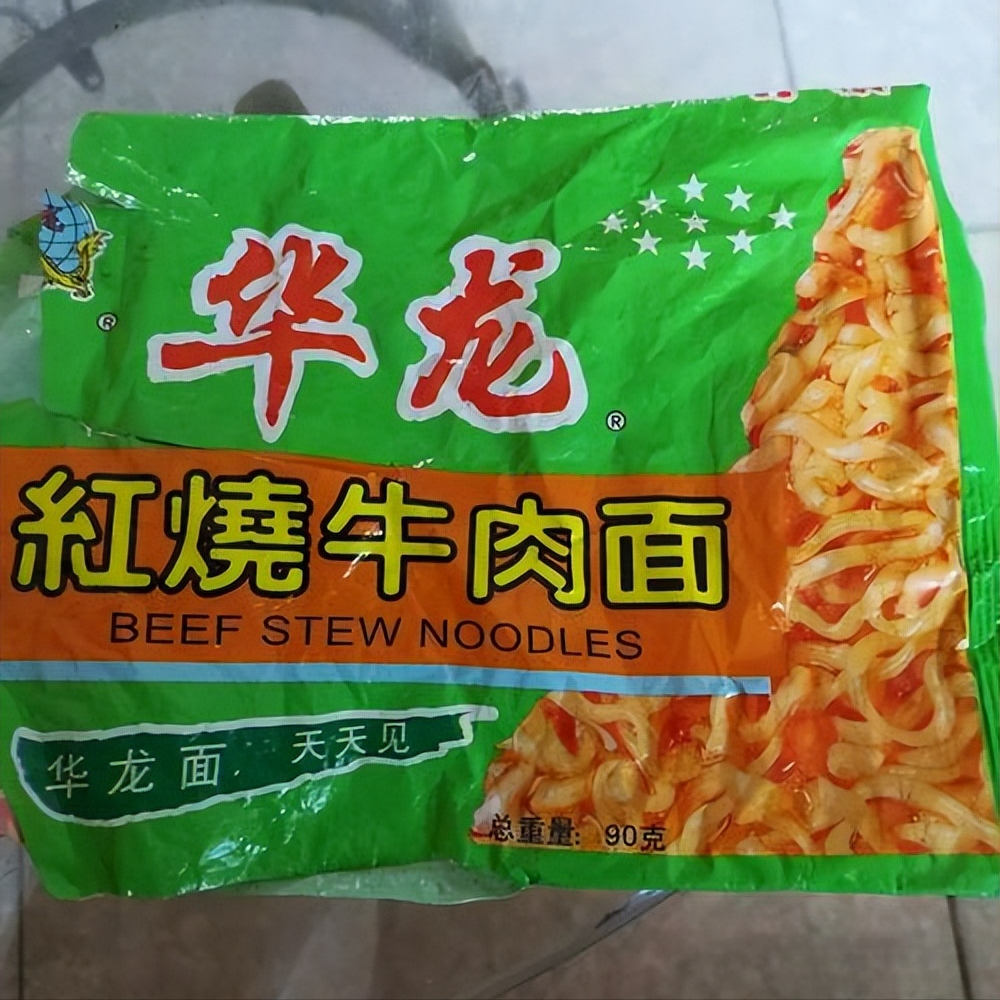 华龙
®
®
紅燒牛肉面
BEEF STEW NOODLES
华龙面. 天天见
总重量: 90克